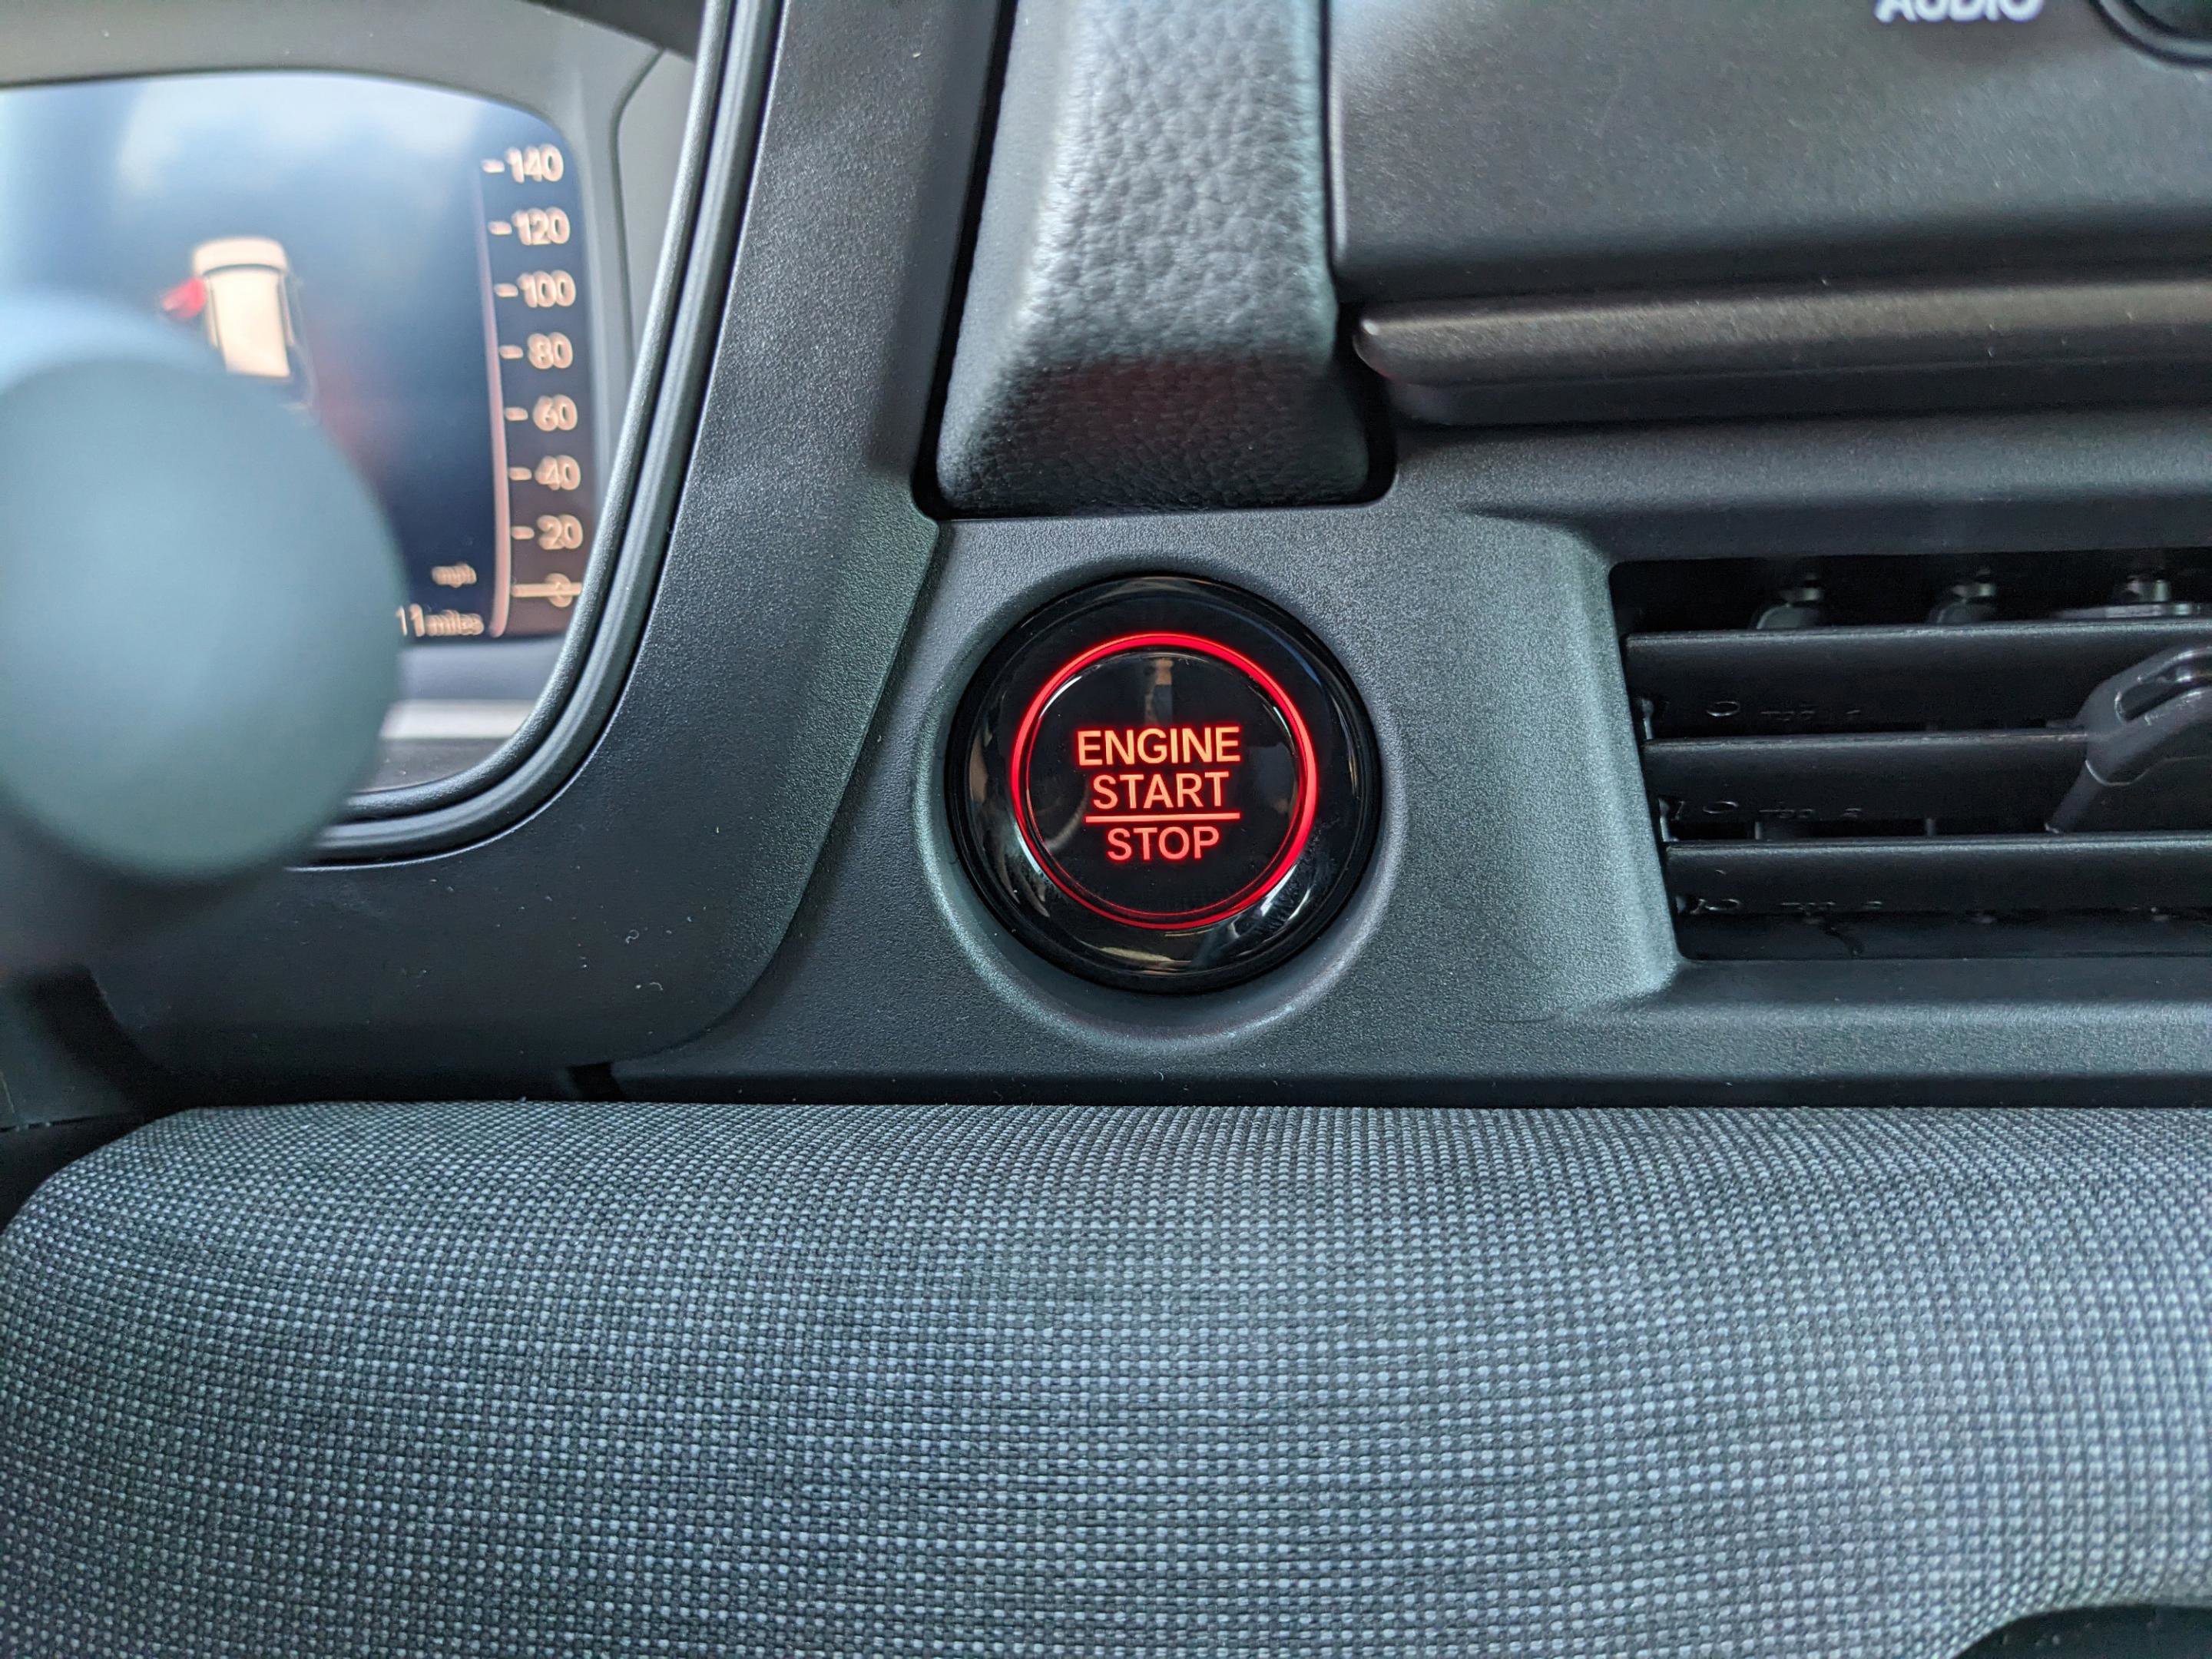 AUDIO
140
120
100
80
60
40
20
0
mph
11 miles
ENGINE
START
STOP